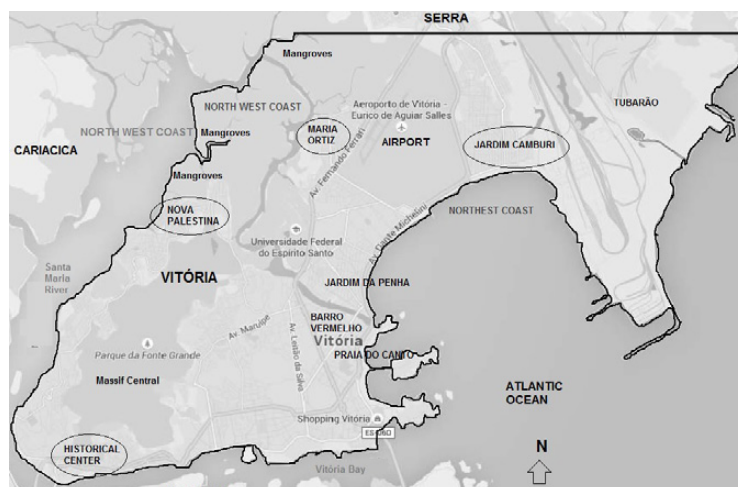 SERRA
Mangroves
NORTH WEST COAST
Aeroporto de Vitória -
Eurico de Aguiar Salles
TUBARÃO
NORTH WEST COAST
Mangroves
MARIA
ORTIZ
AIRPORT
JARDIM CAMBURI
CARIACICA
Mangroves
Av. Fernando Ferrari
NOVA
PALESTINA
NORTHEST COAST
Av. Dante Michelini
Universidade Federal
do Espírito Santo
Santa
Maria
River
VITÓRIA
JARDIM DA PENHA
BARRO
VERMELHO
Vitória
Av. Maruipe
Av. Leitão da Silva
PRAIA DO CANTO
Parque da Fonte Grande
Massif Central
ATLANTIC
OCEAN
Shopping Vitória
ES-060
HISTORICAL
CENTER
Vitória Bay
N